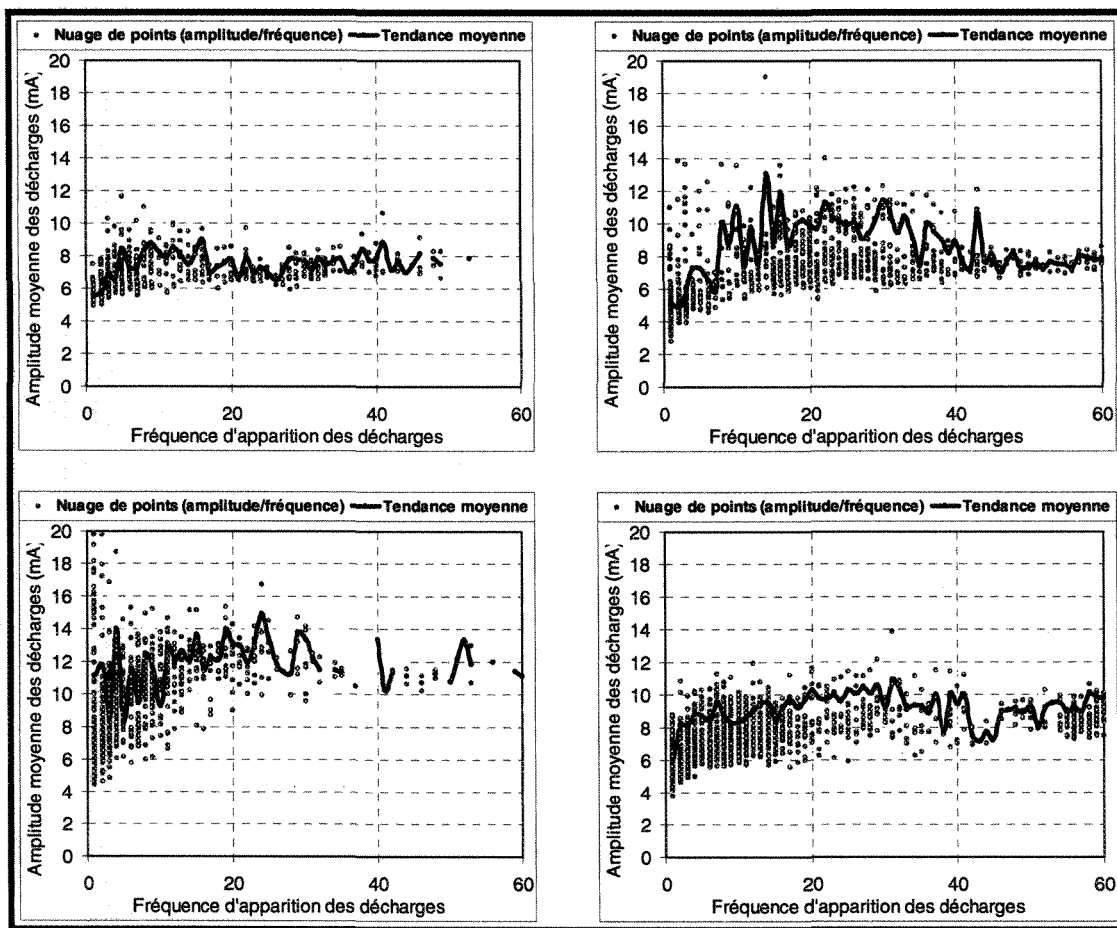 Nuage de points (amplitude/fréquence) Tendance moyenne
Amplitude moyenne des décharges (mA)
20
18
16
14
12
10
8
6
4
2
0
0 20 40 60
Fréquence d'apparition des décharges
Nuage de points (amplitude/fréquence) Tendance moyenne
Amplitude moyenne des décharges (mA)
20
18
16
14
12
10
8
6
4
2
0
0 20 40 60
Fréquence d'apparition des décharges
Nuage de points (amplitude/fréquence) Tendance moyenne
Amplitude moyenne des décharges (mA)
20
18
16
14
12
10
8
6
4
2
0
0 20 40 60
Fréquence d'apparition des décharges
Nuage de points (amplitude/fréquence) Tendance moyenne
Amplitude moyenne des décharges (mA)
20
18
16
14
12
10
8
6
4
2
0
0 20 40 60
Fréquence d'apparition des décharges